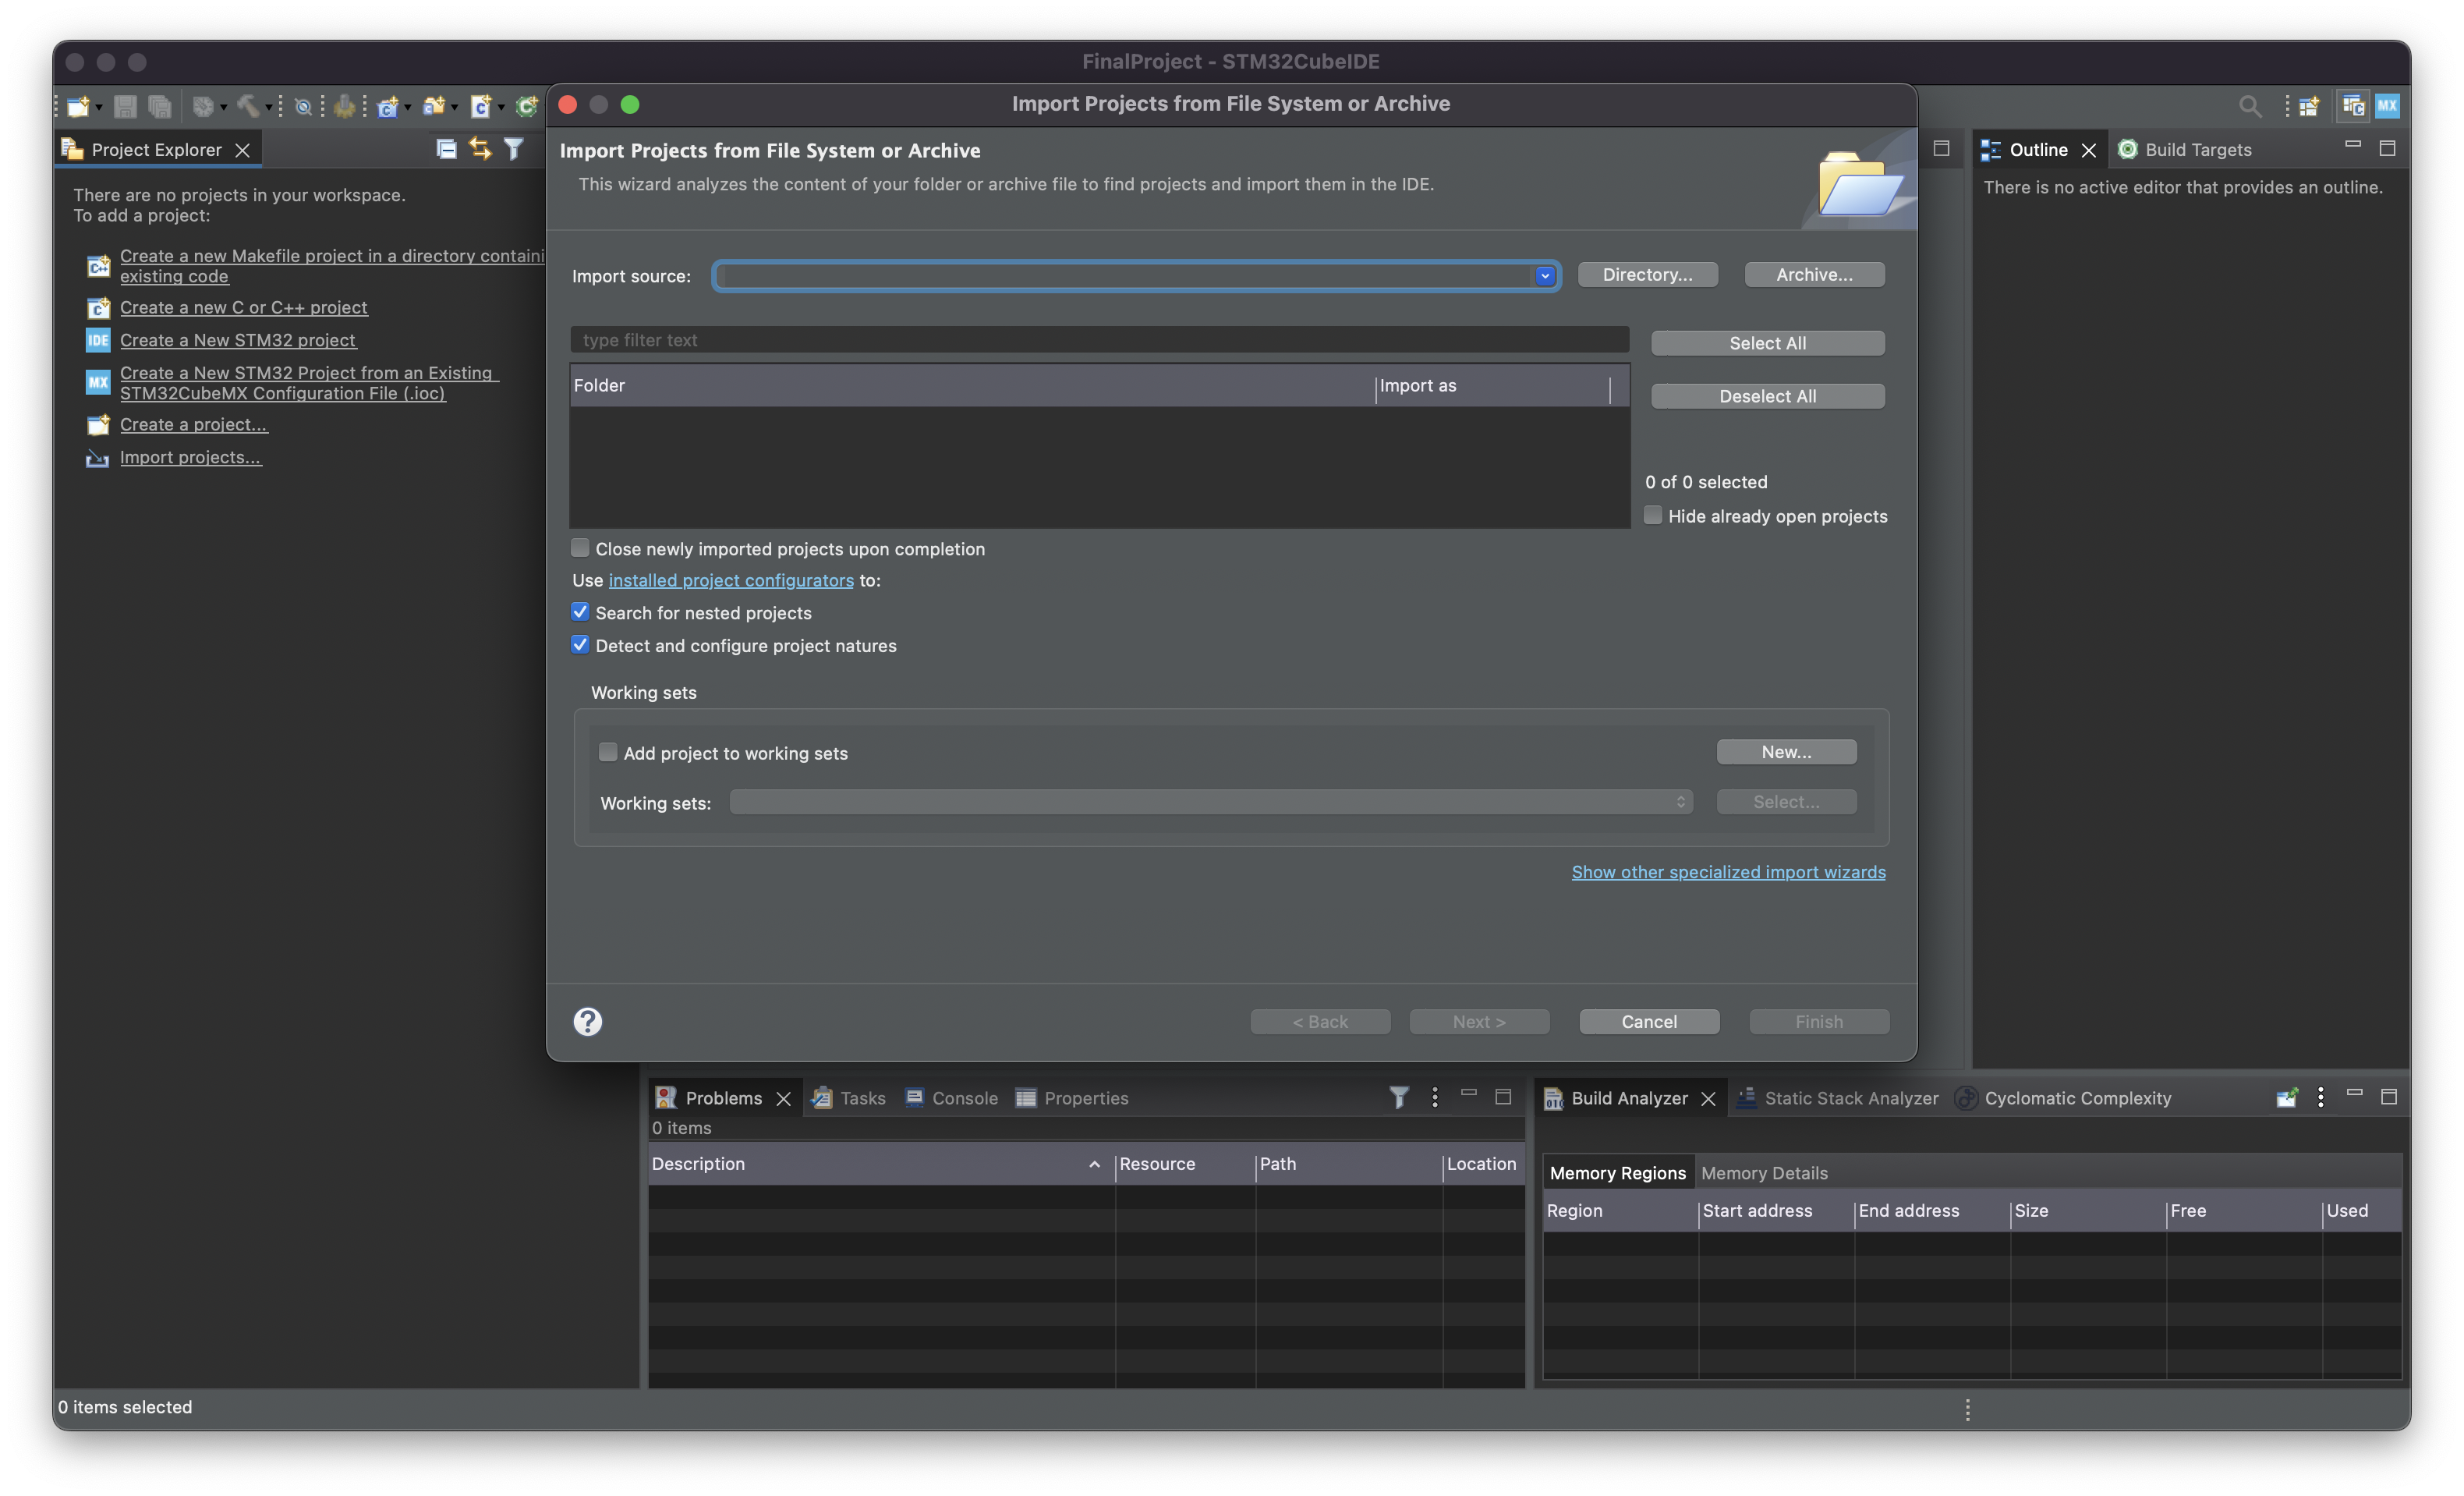 FinalProject - STM32CubeIDE
MX
Project Explorer
There are no projects in your workspace.
To add a project:
Create a new Makefile project in a directory containi
existing code
Create a new C or C++ project
IDE Create a New STM32 project
MX Create a New STM32 Project from an Existing
STM32CubeMX Configuration File (.ioc)
Create a project...
Import projects...
Import Projects from File System or Archive
Import Projects from File System or Archive
This wizard analyzes the content of your folder or archive file to find projects and import them in the IDE.
Import source:
Directory...
Archive...
type filter text
Select All
Folder
Import as
Deselect All
0 of 0 selected
Hide already open projects
Close newly imported projects upon completion
Use installed project configurators to:
Search for nested projects
Detect and configure project natures
Working sets
Add project to working sets
New...
Working sets:
Select...
Show other specialized import wizards
?
< Back
Next >
Cancel
Finish
Outline
Build Targets
There is no active editor that provides an outline.
Problems
Tasks
Console
Properties
0 items
Description
Resource
Path
Location
Build Analyzer
Static Stack Analyzer
Cyclomatic Complexity
Memory Regions
Memory Details
Region
Start address
End address
Size
Free
Used
0 items selected